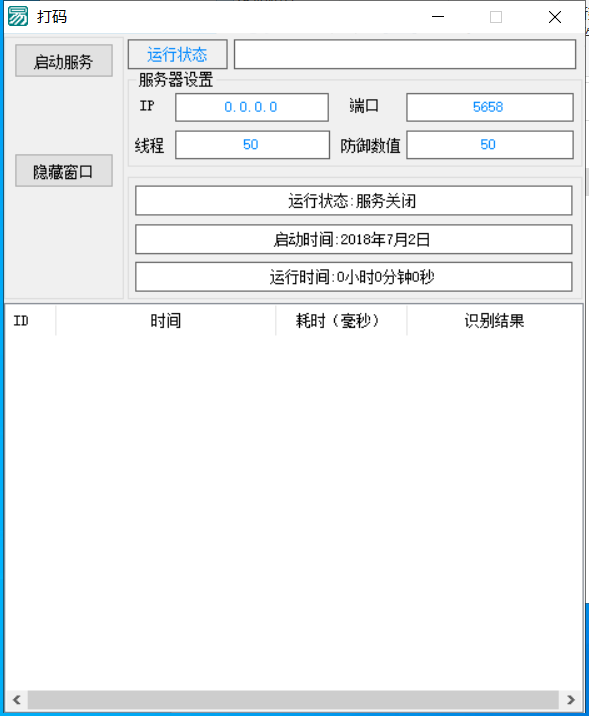 打码
启动服务
运行状态
服务器设置
IP 0.0.0.0 端口 5658
线程 50 防御数值 50
隐藏窗口
运行状态:服务关闭
启动时间:2018年7月2日
运行时间:0小时0分钟0秒
ID 时间 耗时（毫秒） 识别结果